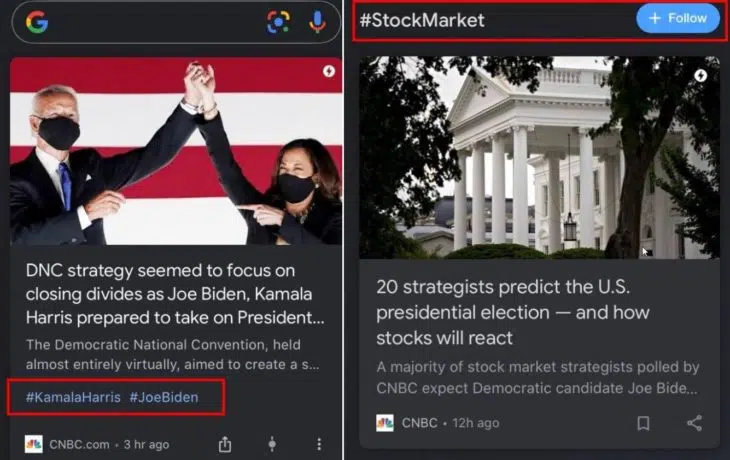 DNC strategy seemed to focus on
closing divides as Joe Biden, Kamala
Harris prepared to take on President...
The Democratic National Convention, held
almost entirely virtually, aimed to create a s...
#KamalaHarris #JoeBiden
CNBC.com • 3 hr ago
#StockMarket
+ Follow
20 strategists predict the U.S.
presidential election — and how
stocks will react
A majority of stock market strategists polled by
CNBC expect Democratic candidate Joe Bide...
CNBC • 12h ago